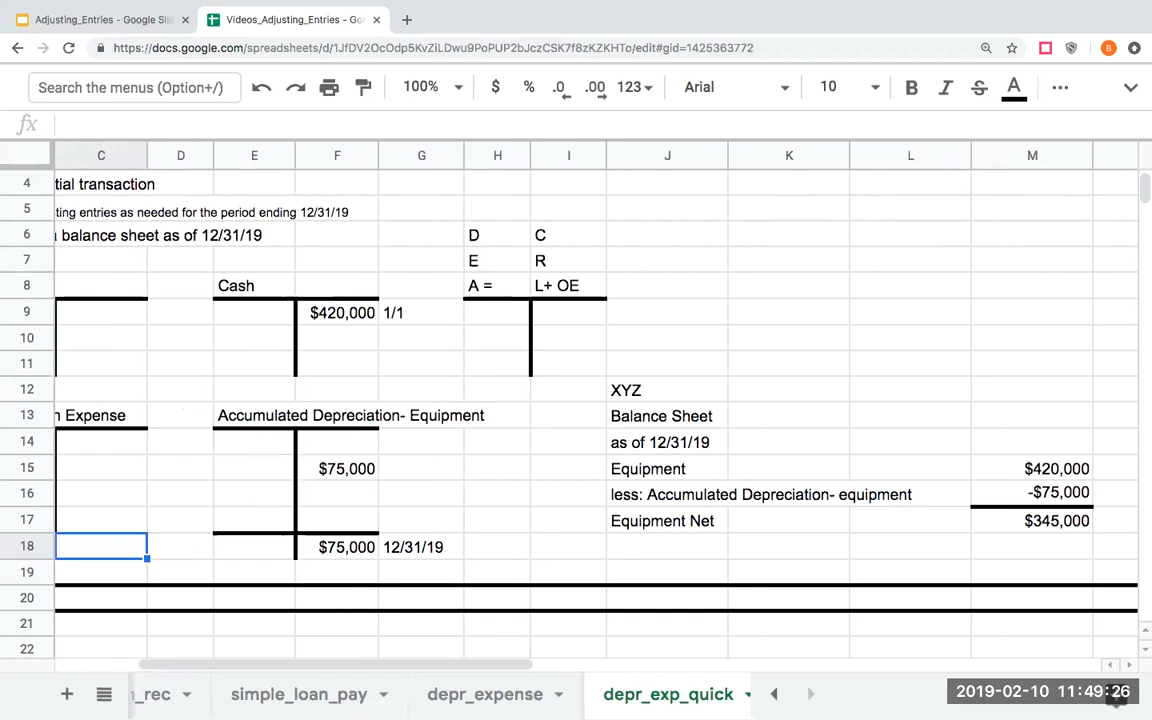 Adjusting_Entries - Google Slid
Videos_Adjusting_Entries - Go
https://docs.google.com/spreadsheets/d/1JfDV2OcOdp5KvZiLDwu9PoPUP2bJczCSK7f8zKZKHTo/edit#gid=1425363772
Search the menus (Option+/) 100% $ % .0 .00 123 Arial 10 B I S A
fx
C D E F G H I J K L M
4 tial transaction
5 ting entries as needed for the period ending 12/31/19
6 balance sheet as of 12/31/19 D C
7 E R
8 Cash A = L+ OE
9 $420,000 1/1
10
11
12 XYZ
13 Expense Accumulated Depreciation- Equipment Balance Sheet
14 as of 12/31/19
15 $75,000 Equipment $420,000
16 less: Accumulated Depreciation- equipment -$75,000
17 Equipment Net $345,000
18 $75,000 12/31/19
19
20
21
22
_rec simple_loan_pay depr_expense depr_exp_quick
2019-02-10 11:49:26